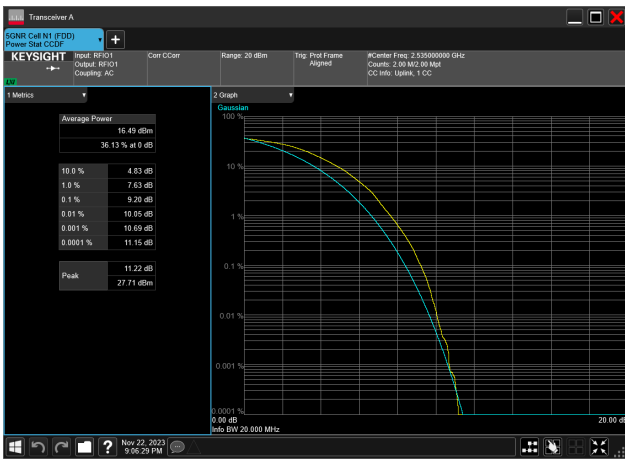 Transceiver A
5GNR Cell N1 (FDD)
Power Stat CCDF
KEYSIGHT
Input: RFIO1
Output: RFIO1
Coupling: AC
Corr CCorr
Range: 20 dBm
Trig: Prot Frame
Aligned
#Center Freq: 2.535000000 GHz
Counts: 2.00 M/2.00 Mpt
CC Info: Uplink, 1 CC
1 Metrics
Average Power
16.49 dBm
36.13 % at 0 dB
10.0 % 4.83 dB
1.0 % 7.63 dB
0.1 % 9.20 dB
0.01 % 10.05 dB
0.001 % 10.69 dB
0.0001 % 11.15 dB
Peak
11.22 dB
27.71 dBm
2 Graph
Gaussian
100 %
10 %
1 %
0.1 %
0.01 %
0.001 %
0.0001 %
0.00 dB
20.00 dB
Info BW 20.000 MHz
?
Nov 22, 2023
9:06:29 PM